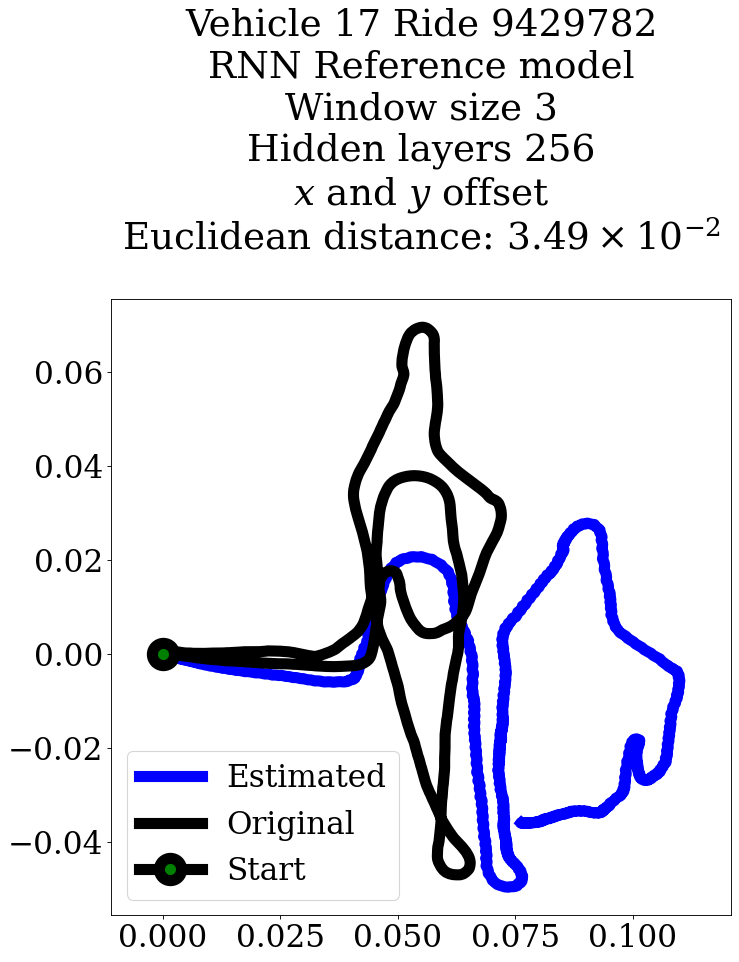 Vehicle 17 Ride 9429782
RNN Reference model
Window size 3
Hidden layers 256
x and y offset
Euclidean distance: 3.49 × 10⁻²
0.06
0.04
0.02
0.00
−0.02
−0.04
Estimated
Original
Start
0.000 0.025 0.050 0.075 0.100